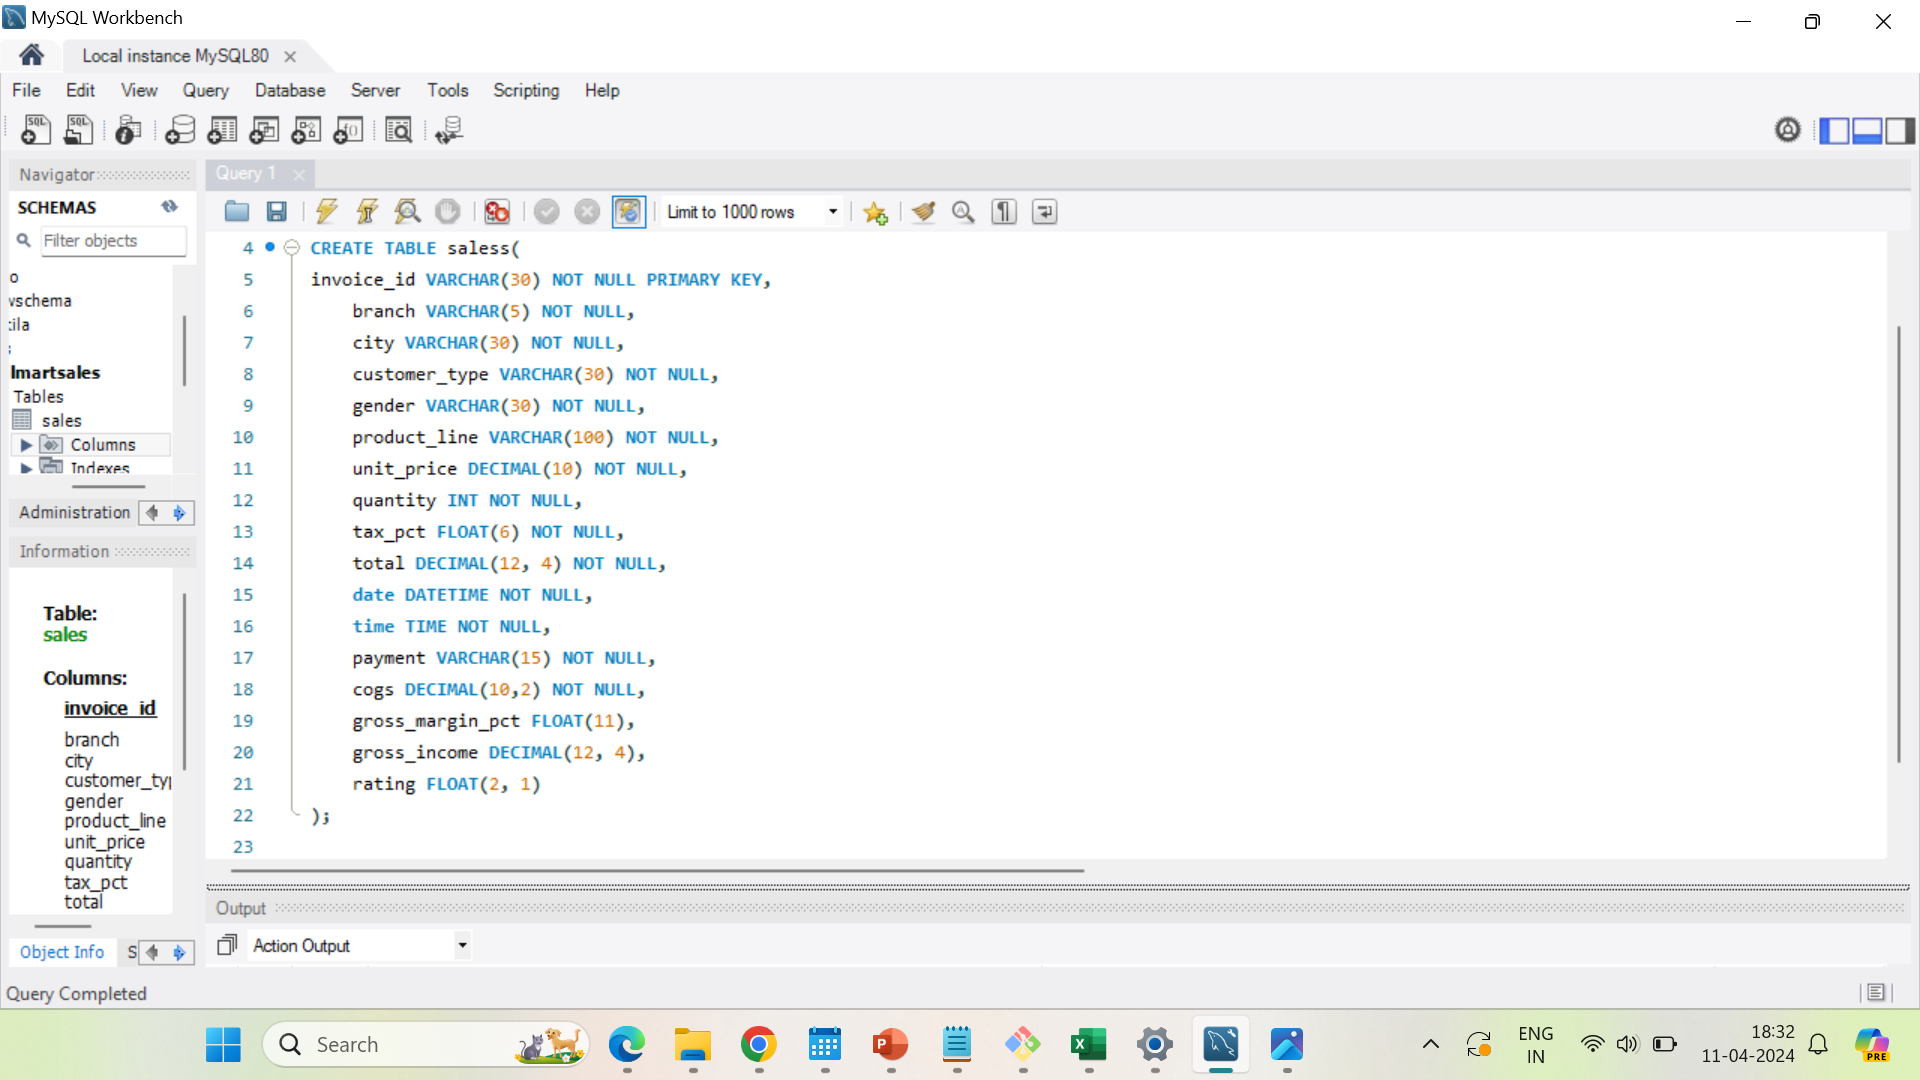 MySQL Workbench
Local instance MySQL80
File Edit View Query Database Server Tools Scripting Help
Navigator
SCHEMAS
Filter objects
o
vschema
tila
lmartsales
Tables
sales
Columns
Indexes
Administration
Information
Table:
sales
Columns:
invoice_id
branch
city
customer_typ
gender
product_line
unit_price
quantity
tax_pct
total
Object Info S
Query 1
Limit to 1000 rows
4 CREATE TABLE saless(
5 invoice_id VARCHAR(30) NOT NULL PRIMARY KEY,
6 branch VARCHAR(5) NOT NULL,
7 city VARCHAR(30) NOT NULL,
8 customer_type VARCHAR(30) NOT NULL,
9 gender VARCHAR(30) NOT NULL,
10 product_line VARCHAR(100) NOT NULL,
11 unit_price DECIMAL(10) NOT NULL,
12 quantity INT NOT NULL,
13 tax_pct FLOAT(6) NOT NULL,
14 total DECIMAL(12, 4) NOT NULL,
15 date DATETIME NOT NULL,
16 time TIME NOT NULL,
17 payment VARCHAR(15) NOT NULL,
18 cogs DECIMAL(10,2) NOT NULL,
19 gross_margin_pct FLOAT(11),
20 gross_income DECIMAL(12, 4),
21 rating FLOAT(2, 1)
22 );
23
Output
Action Output
Query Completed
Search
ENG
IN
18:32
11-04-2024
PRE